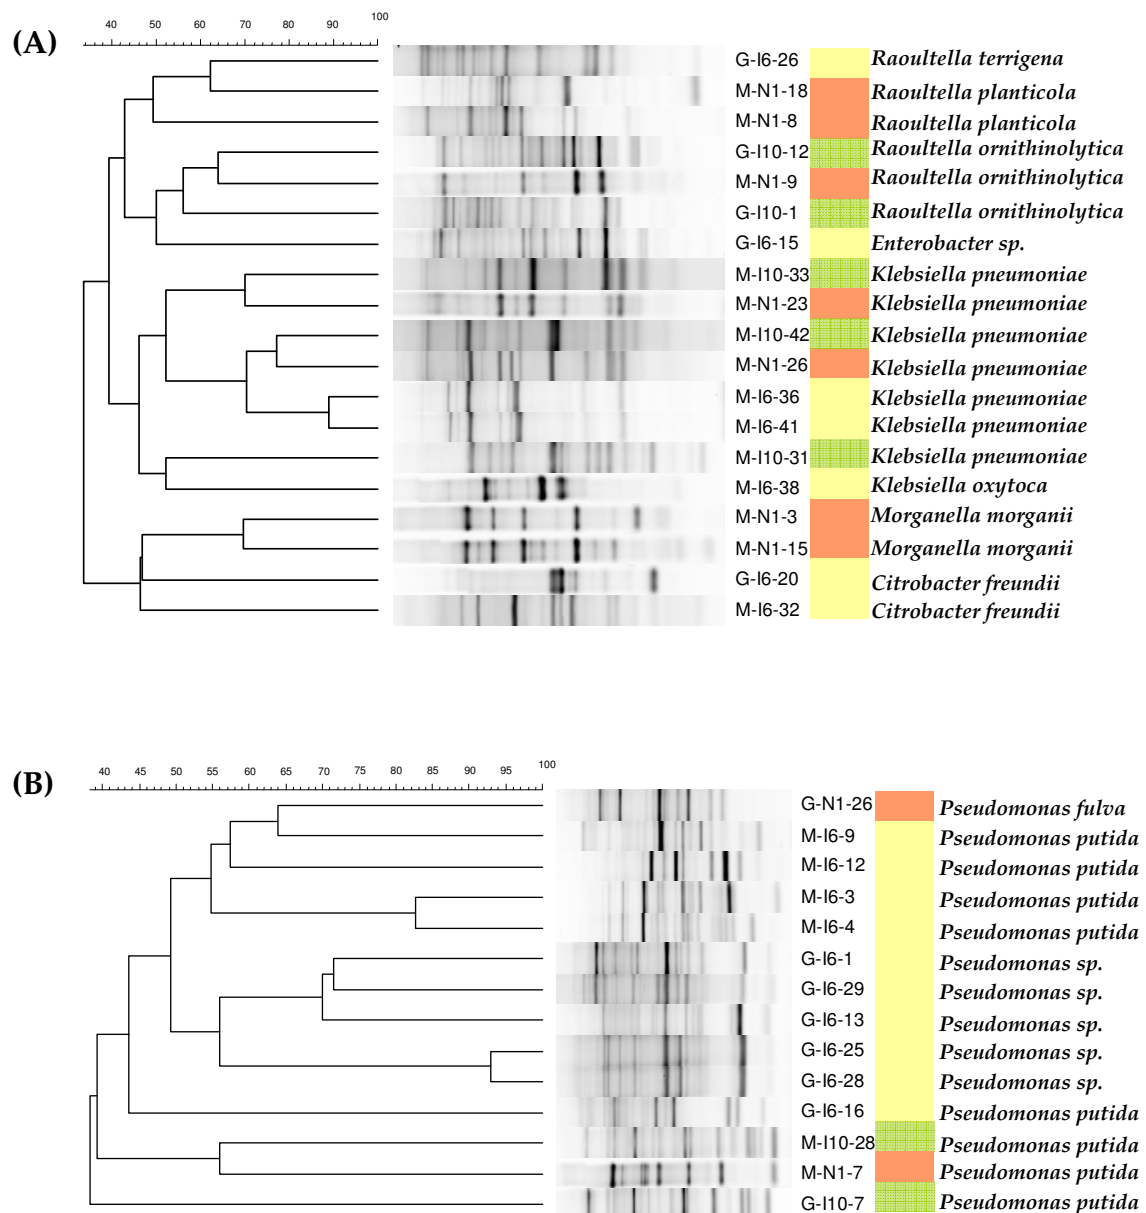 (A)
40 50 60 70 80 90 100
G-I6-26 Raoultella terrigena
M-N1-18 Raoultella planticola
M-N1-8 Raoultella planticola
G-I10-12 Raoultella ornithinolytica
M-N1-9 Raoultella ornithinolytica
G-I10-1 Raoultella ornithinolytica
G-I6-15 Enterobacter sp.
M-I10-33 Klebsiella pneumoniae
M-N1-23 Klebsiella pneumoniae
M-I10-42 Klebsiella pneumoniae
M-N1-26 Klebsiella pneumoniae
M-I6-36 Klebsiella pneumoniae
M-I6-41 Klebsiella pneumoniae
M-I10-31 Klebsiella pneumoniae
M-I6-38 Klebsiella oxytoca
M-N1-3 Morganella morganii
M-N1-15 Morganella morganii
G-I6-20 Citrobacter freundii
M-I6-32 Citrobacter freundii
(B)
40 45 50 55 60 65 70 75 80 85 90 95 100
G-N1-26 Pseudomonas fulva
M-I6-9 Pseudomonas putida
M-I6-12 Pseudomonas putida
M-I6-3 Pseudomonas putida
M-I6-4 Pseudomonas putida
G-I6-1 Pseudomonas sp.
G-I6-29 Pseudomonas sp.
G-I6-13 Pseudomonas sp.
G-I6-25 Pseudomonas sp.
G-I6-28 Pseudomonas sp.
G-I6-16 Pseudomonas putida
M-I10-28 Pseudomonas putida
M-N1-7 Pseudomonas putida
G-I10-7 Pseudomonas putida